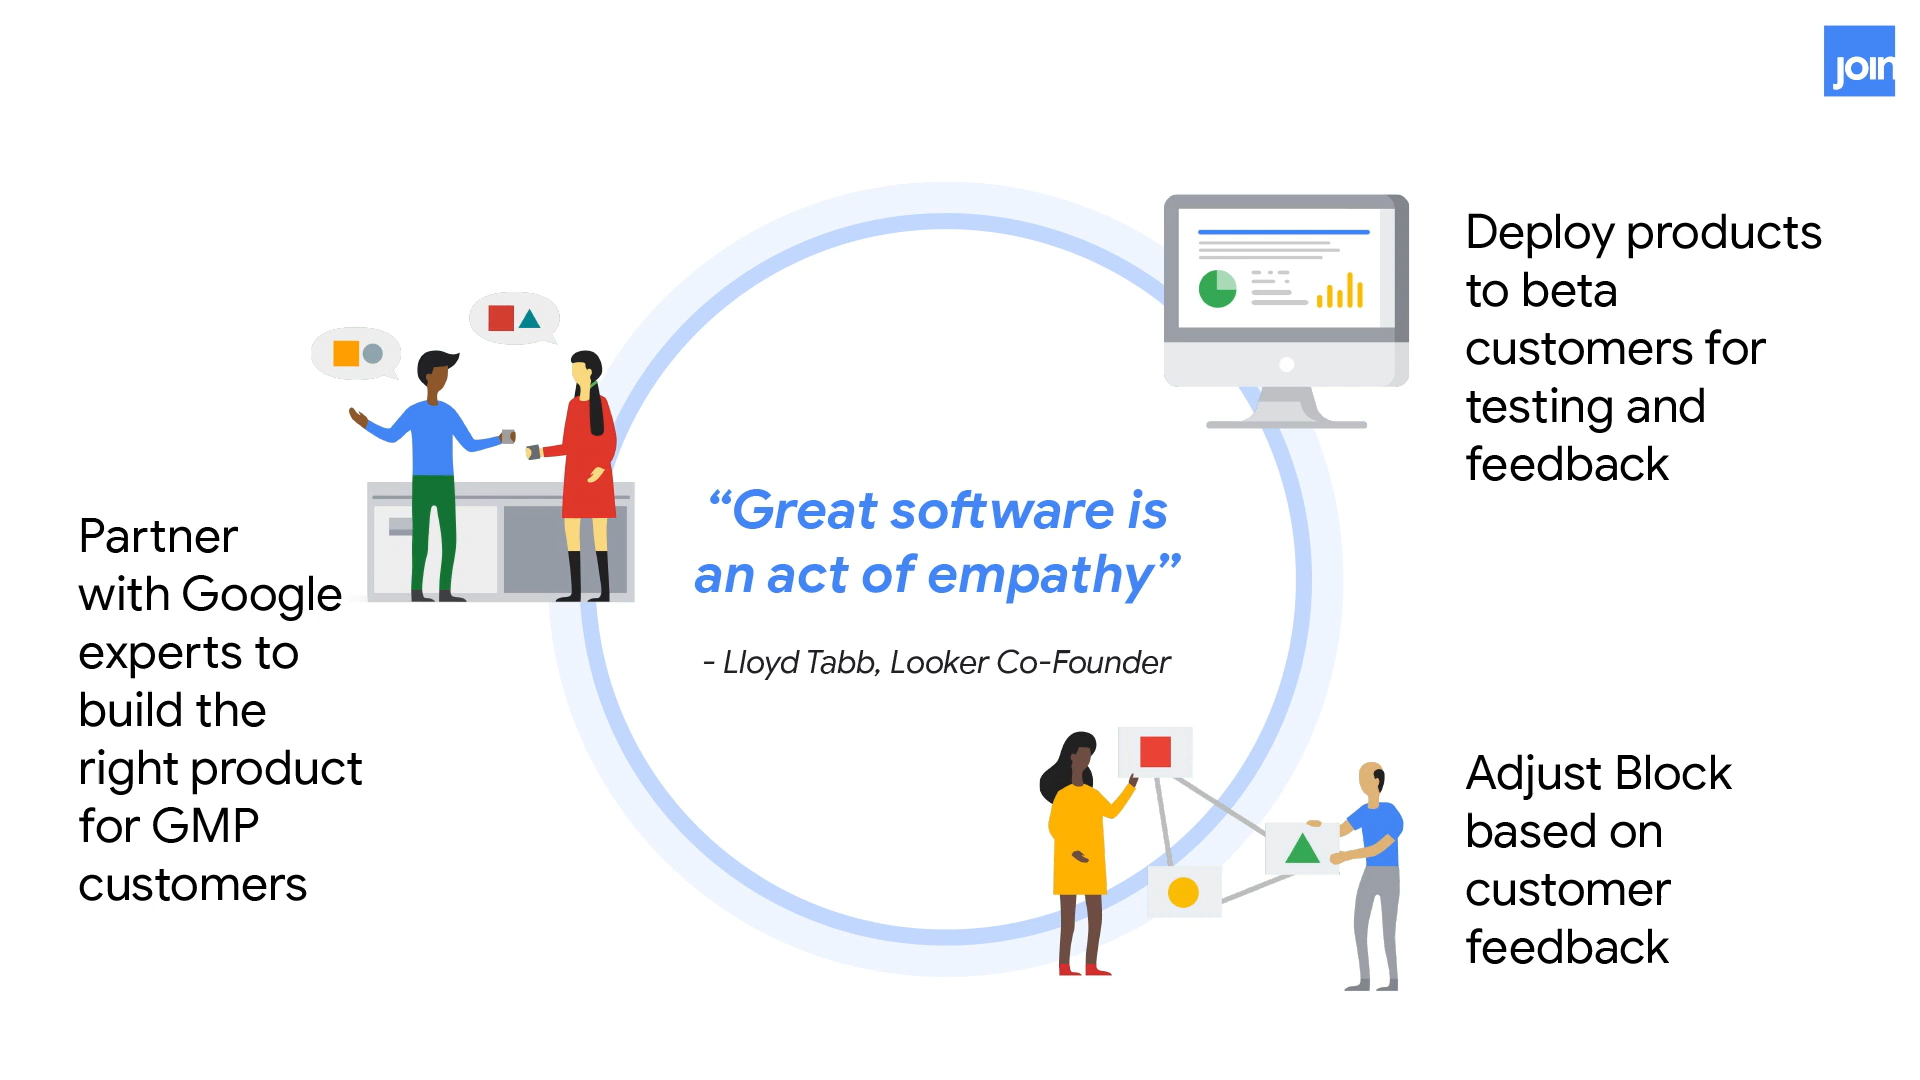 join
Partner
with Google
experts to
build the
right product
for GMP
customers
“Great software is
an act of empathy”
- Lloyd Tabb, Looker Co-Founder
Deploy products
to beta
customers for
testing and
feedback
Adjust Block
based on
customer
feedback